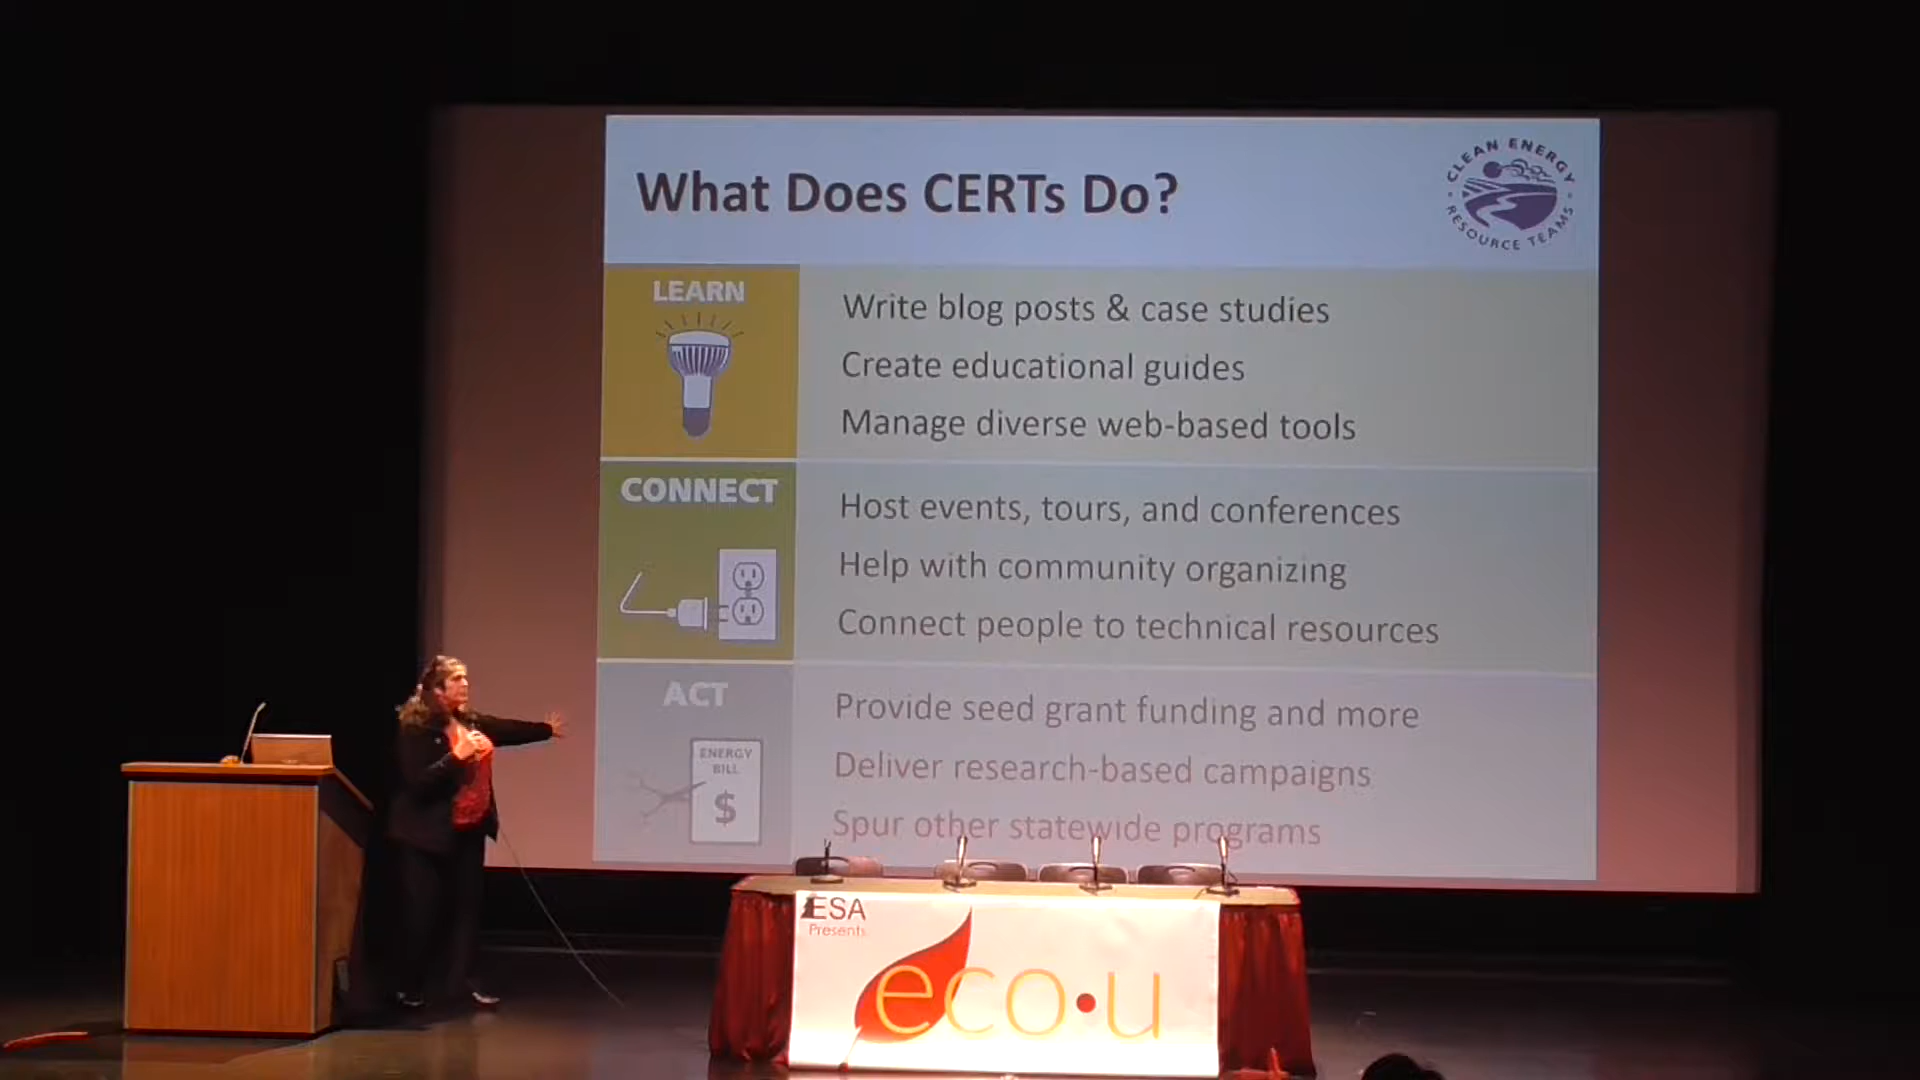 What Does CERTs Do?
CLEAN ENERGY
RESOURCE TEAMS
LEARN
Write blog posts & case studies
Create educational guides
Manage diverse web-based tools
CONNECT
Host events, tours, and conferences
Help with community organizing
Connect people to technical resources
ACT
ENERGY
BILL
$
Provide seed grant funding and more
Deliver research-based campaigns
Spur other statewide programs
ESA
Presents
eco•u